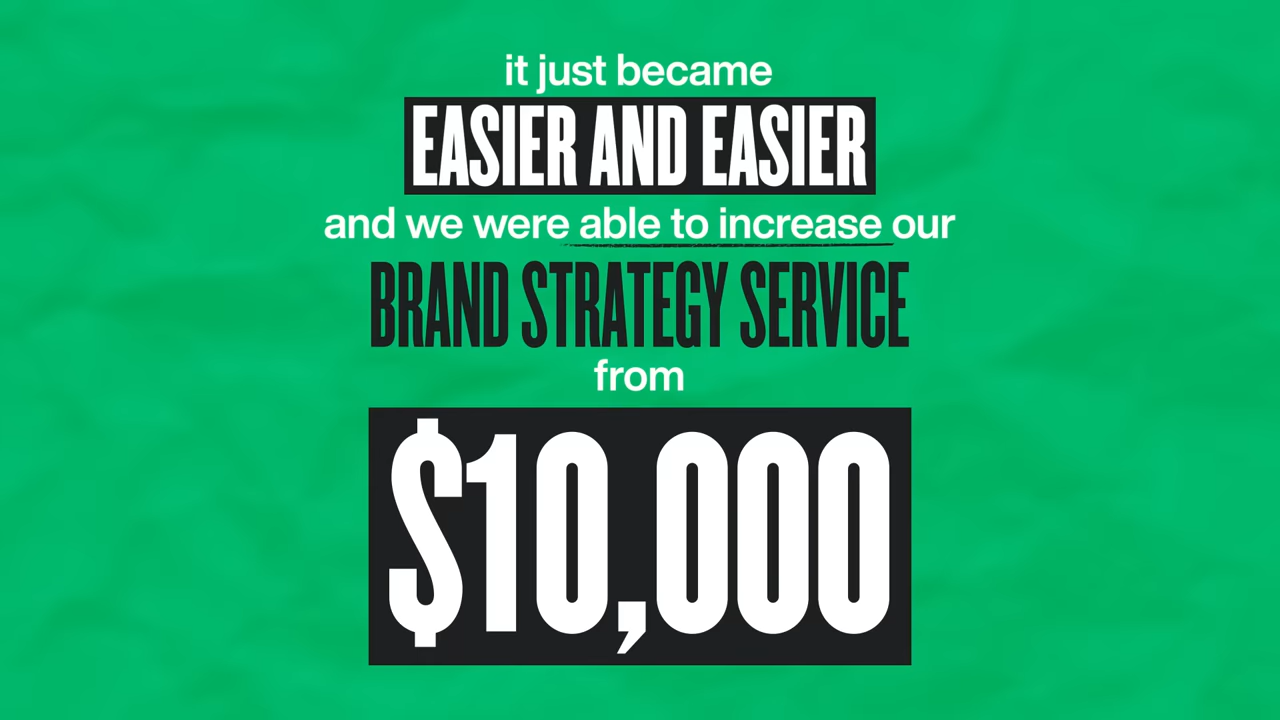 it just became
EASIER AND EASIER
and we were able to increase our
BRAND STRATEGY SERVICE
from
$10,000